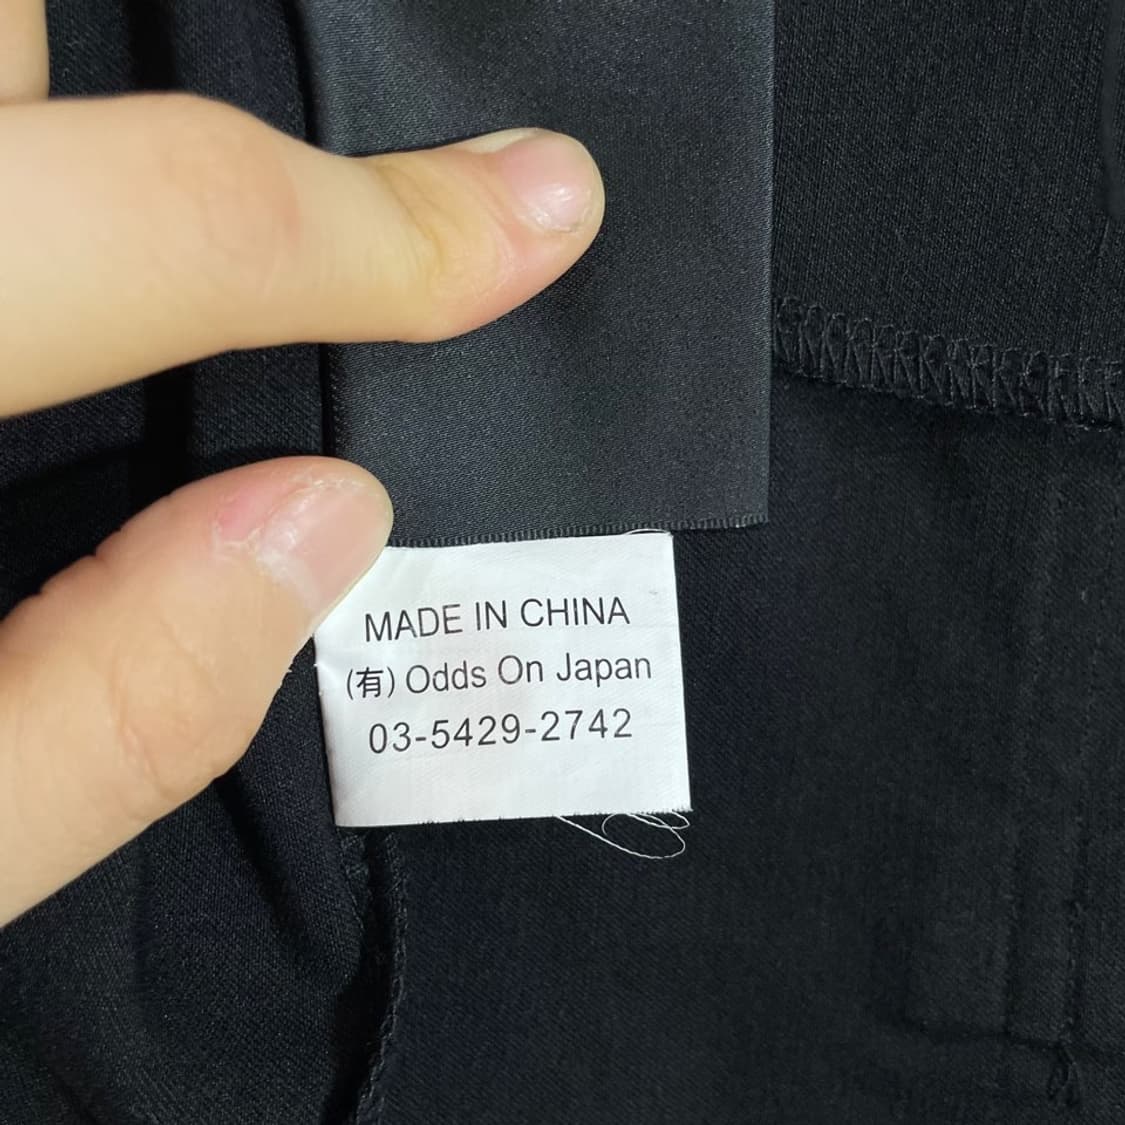 MADE IN CHINA
(有) Odds On Japan
03-5429-2742